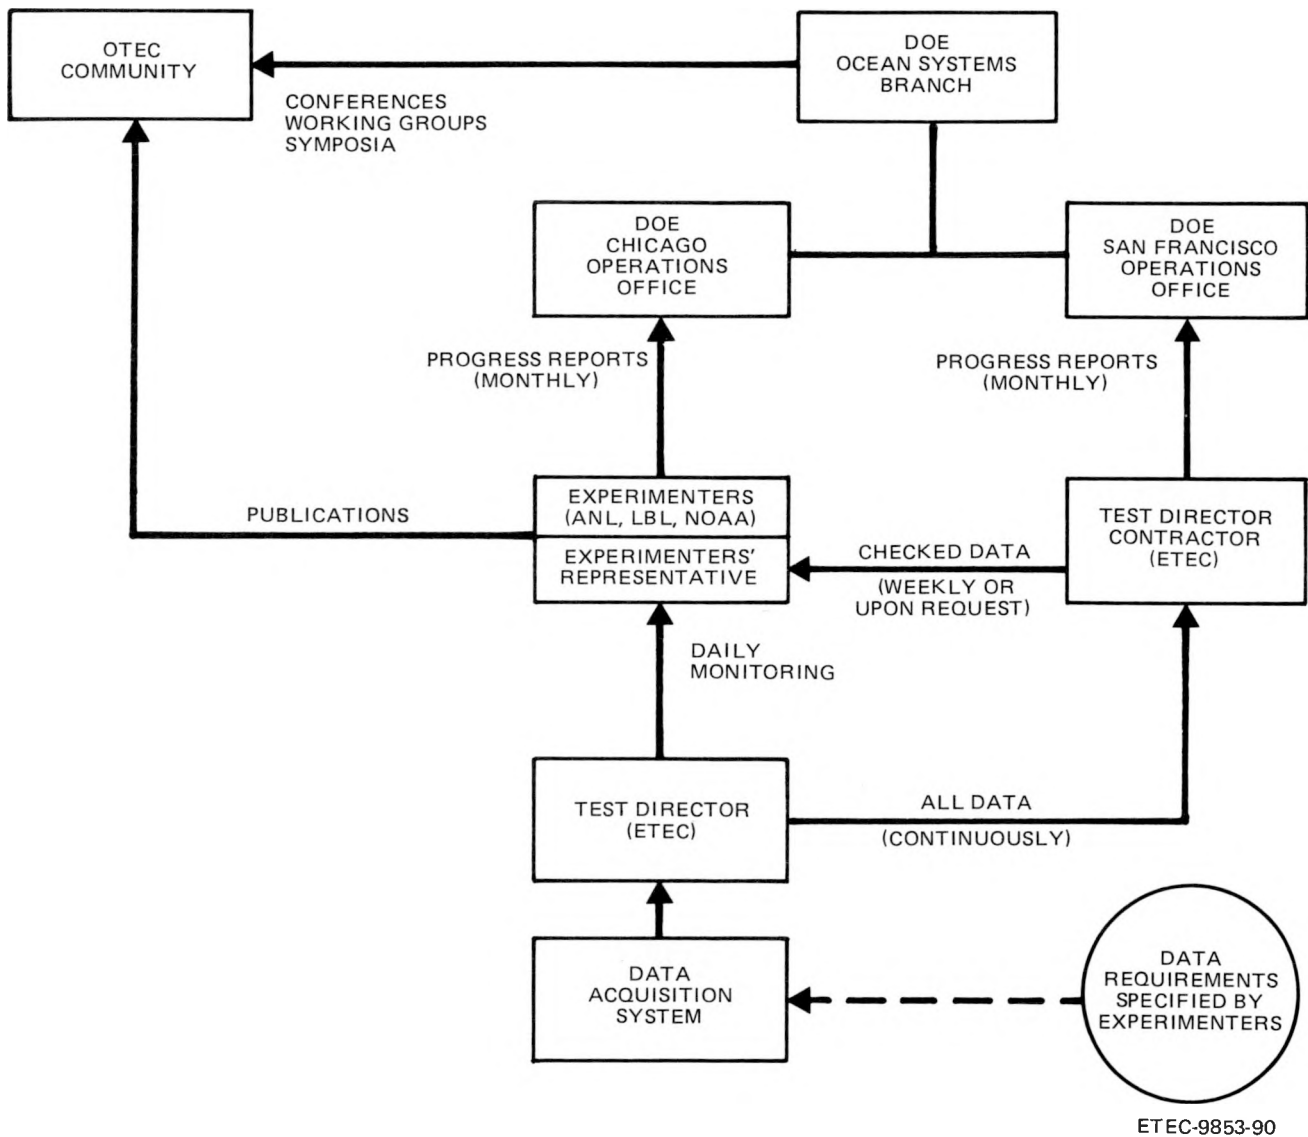 OTEC
COMMUNITY
DOE
OCEAN SYSTEMS
BRANCH
CONFERENCES
WORKING GROUPS
SYMPOSIA
DOE
CHICAGO
OPERATIONS
OFFICE
DOE
SAN FRANCISCO
OPERATIONS
OFFICE
PROGRESS REPORTS
(MONTHLY)
PROGRESS REPORTS
(MONTHLY)
PUBLICATIONS
EXPERIMENTERS
(ANL, LBL, NOAA)
EXPERIMENTERS'
REPRESENTATIVE
CHECKED DATA
(WEEKLY OR
UPON REQUEST)
TEST DIRECTOR
CONTRACTOR
(ETEC)
DAILY
MONITORING
TEST DIRECTOR
(ETEC)
ALL DATA
(CONTINUOUSLY)
DATA
ACQUISITION
SYSTEM
DATA
REQUIREMENTS
SPECIFIED BY
EXPERIMENTERS
ETEC-9853-90